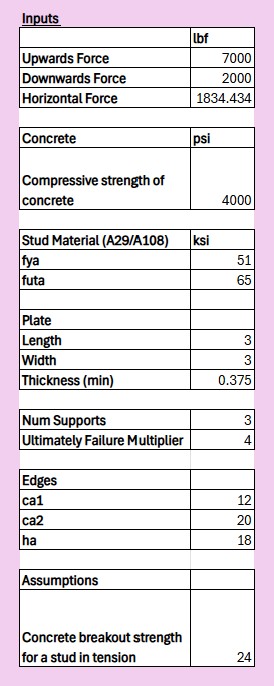 Inputs
lbf
Upwards Force 7000
Downwards Force 2000
Horizontal Force 1834.434
Concrete psi
Compressive strength of
concrete 4000
Stud Material (A29/A108) ksi
fya 51
futa 65
Plate
Length 3
Width 3
Thickness (min) 0.375
Num Supports 3
Ultimately Failure Multiplier 4
Edges
ca1 12
ca2 20
ha 18
Assumptions
Concrete breakout strength
for a stud in tension 24